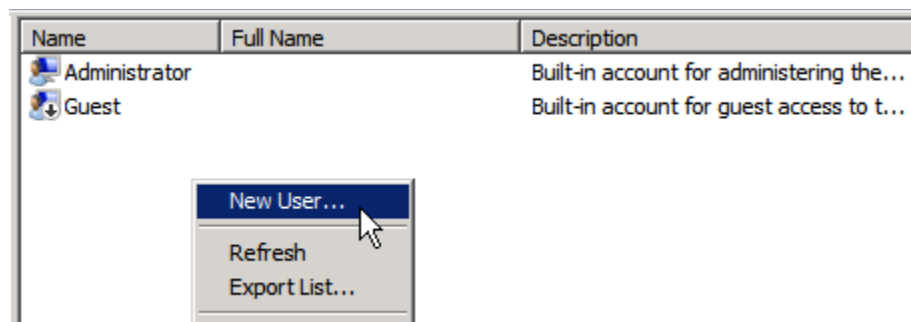 Name Full Name Description
Administrator Built-in account for administering the...
Guest Built-in account for guest access to t...
New User...
Refresh
Export List...